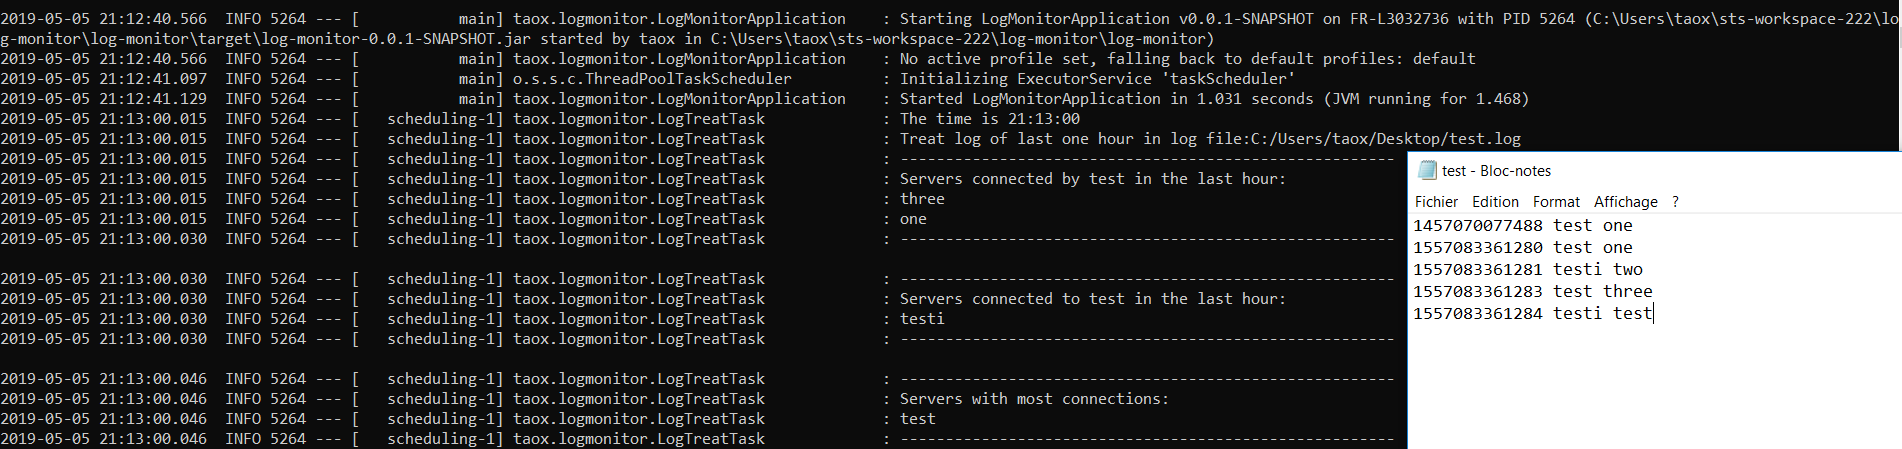 2019-05-05 21:12:40.566  INFO 5264 --- [           main] taox.logmonitor.LogMonitorApplication    : Starting LogMonitorApplication v0.0.1-SNAPSHOT on FR-L3032736 with PID 5264 (C:\Users\taox\sts-workspace-222\lo
g-monitor\log-monitor\target\log-monitor-0.0.1-SNAPSHOT.jar started by taox in C:\Users\taox\sts-workspace-222\log-monitor\log-monitor)
2019-05-05 21:12:40.566  INFO 5264 --- [           main] taox.logmonitor.LogMonitorApplication    : No active profile set, falling back to default profiles: default
2019-05-05 21:12:41.097  INFO 5264 --- [           main] o.s.s.c.ThreadPoolTaskScheduler          : Initializing ExecutorService 'taskScheduler'
2019-05-05 21:12:41.129  INFO 5264 --- [           main] taox.logmonitor.LogMonitorApplication    : Started LogMonitorApplication in 1.031 seconds (JVM running for 1.468)
2019-05-05 21:13:00.015  INFO 5264 --- [   scheduling-1] taox.logmonitor.LogTreatTask             : The time is 21:13:00
2019-05-05 21:13:00.015  INFO 5264 --- [   scheduling-1] taox.logmonitor.LogTreatTask             : Treat log of last one hour in log file:C:/Users/taox/Desktop/test.log
2019-05-05 21:13:00.015  INFO 5264 --- [   scheduling-1] taox.logmonitor.LogTreatTask             : -------------------------------------------------------
2019-05-05 21:13:00.015  INFO 5264 --- [   scheduling-1] taox.logmonitor.LogTreatTask             : Servers connected by test in the last hour:
2019-05-05 21:13:00.015  INFO 5264 --- [   scheduling-1] taox.logmonitor.LogTreatTask             : three
2019-05-05 21:13:00.015  INFO 5264 --- [   scheduling-1] taox.logmonitor.LogTreatTask             : one
2019-05-05 21:13:00.030  INFO 5264 --- [   scheduling-1] taox.logmonitor.LogTreatTask             : -------------------------------------------------------
2019-05-05 21:13:00.030  INFO 5264 --- [   scheduling-1] taox.logmonitor.LogTreatTask             : -------------------------------------------------------
2019-05-05 21:13:00.030  INFO 5264 --- [   scheduling-1] taox.logmonitor.LogTreatTask             : Servers connected to test in the last hour:
2019-05-05 21:13:00.030  INFO 5264 --- [   scheduling-1] taox.logmonitor.LogTreatTask             : testi
2019-05-05 21:13:00.030  INFO 5264 --- [   scheduling-1] taox.logmonitor.LogTreatTask             : -------------------------------------------------------
2019-05-05 21:13:00.046  INFO 5264 --- [   scheduling-1] taox.logmonitor.LogTreatTask             : -------------------------------------------------------
2019-05-05 21:13:00.046  INFO 5264 --- [   scheduling-1] taox.logmonitor.LogTreatTask             : Servers with most connections:
2019-05-05 21:13:00.046  INFO 5264 --- [   scheduling-1] taox.logmonitor.LogTreatTask             : test
2019-05-05 21:13:00.046  INFO 5264 --- [   scheduling-1] taox.logmonitor.LogTreatTask             : -------------------------------------------------------
test - Bloc-notes
Fichier Edition Format Affichage ?
1457070077488 test one
1557083361280 test one
1557083361281 testi two
1557083361283 test three
1557083361284 testi test